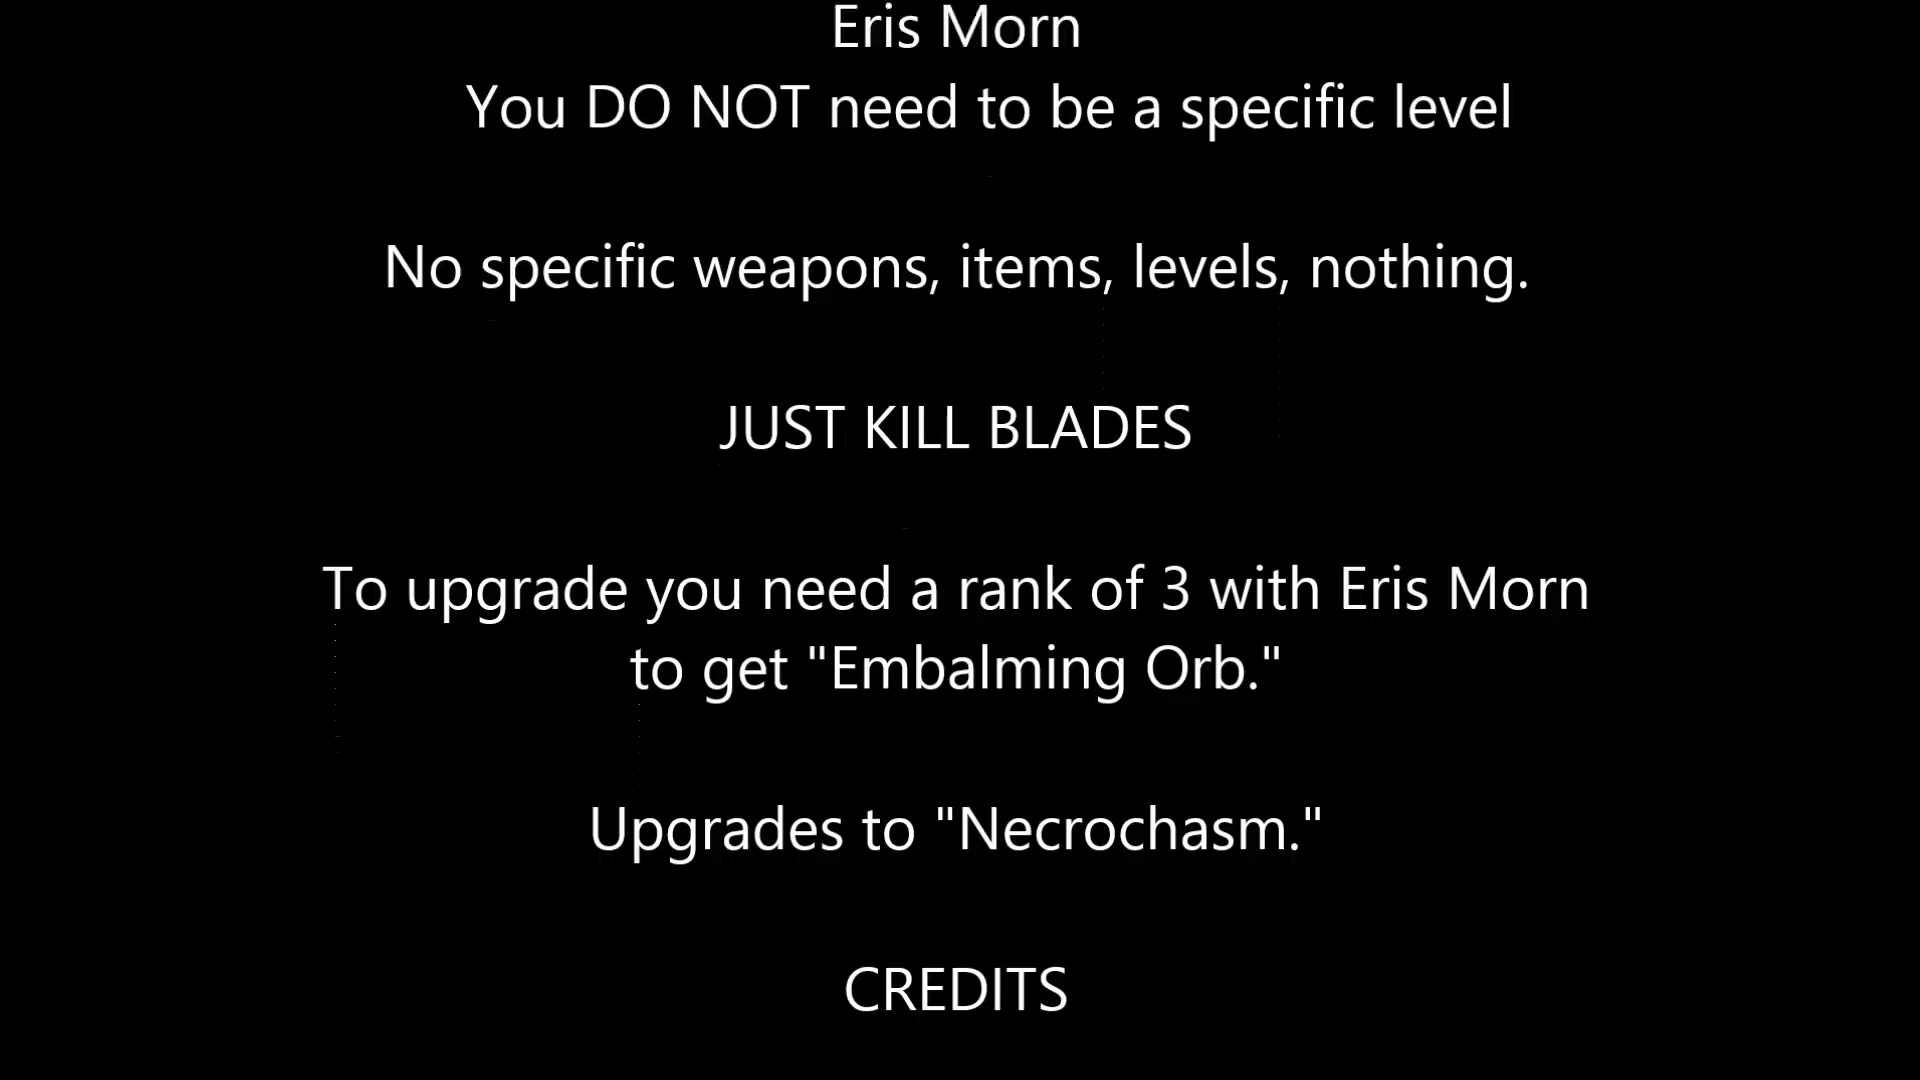 Eris Morn
You DO NOT need to be a specific level
No specific weapons, items, levels, nothing.
JUST KILL BLADES
To upgrade you need a rank of 3 with Eris Morn
to get "Embalming Orb."
Upgrades to "Necrochasm."
CREDITS